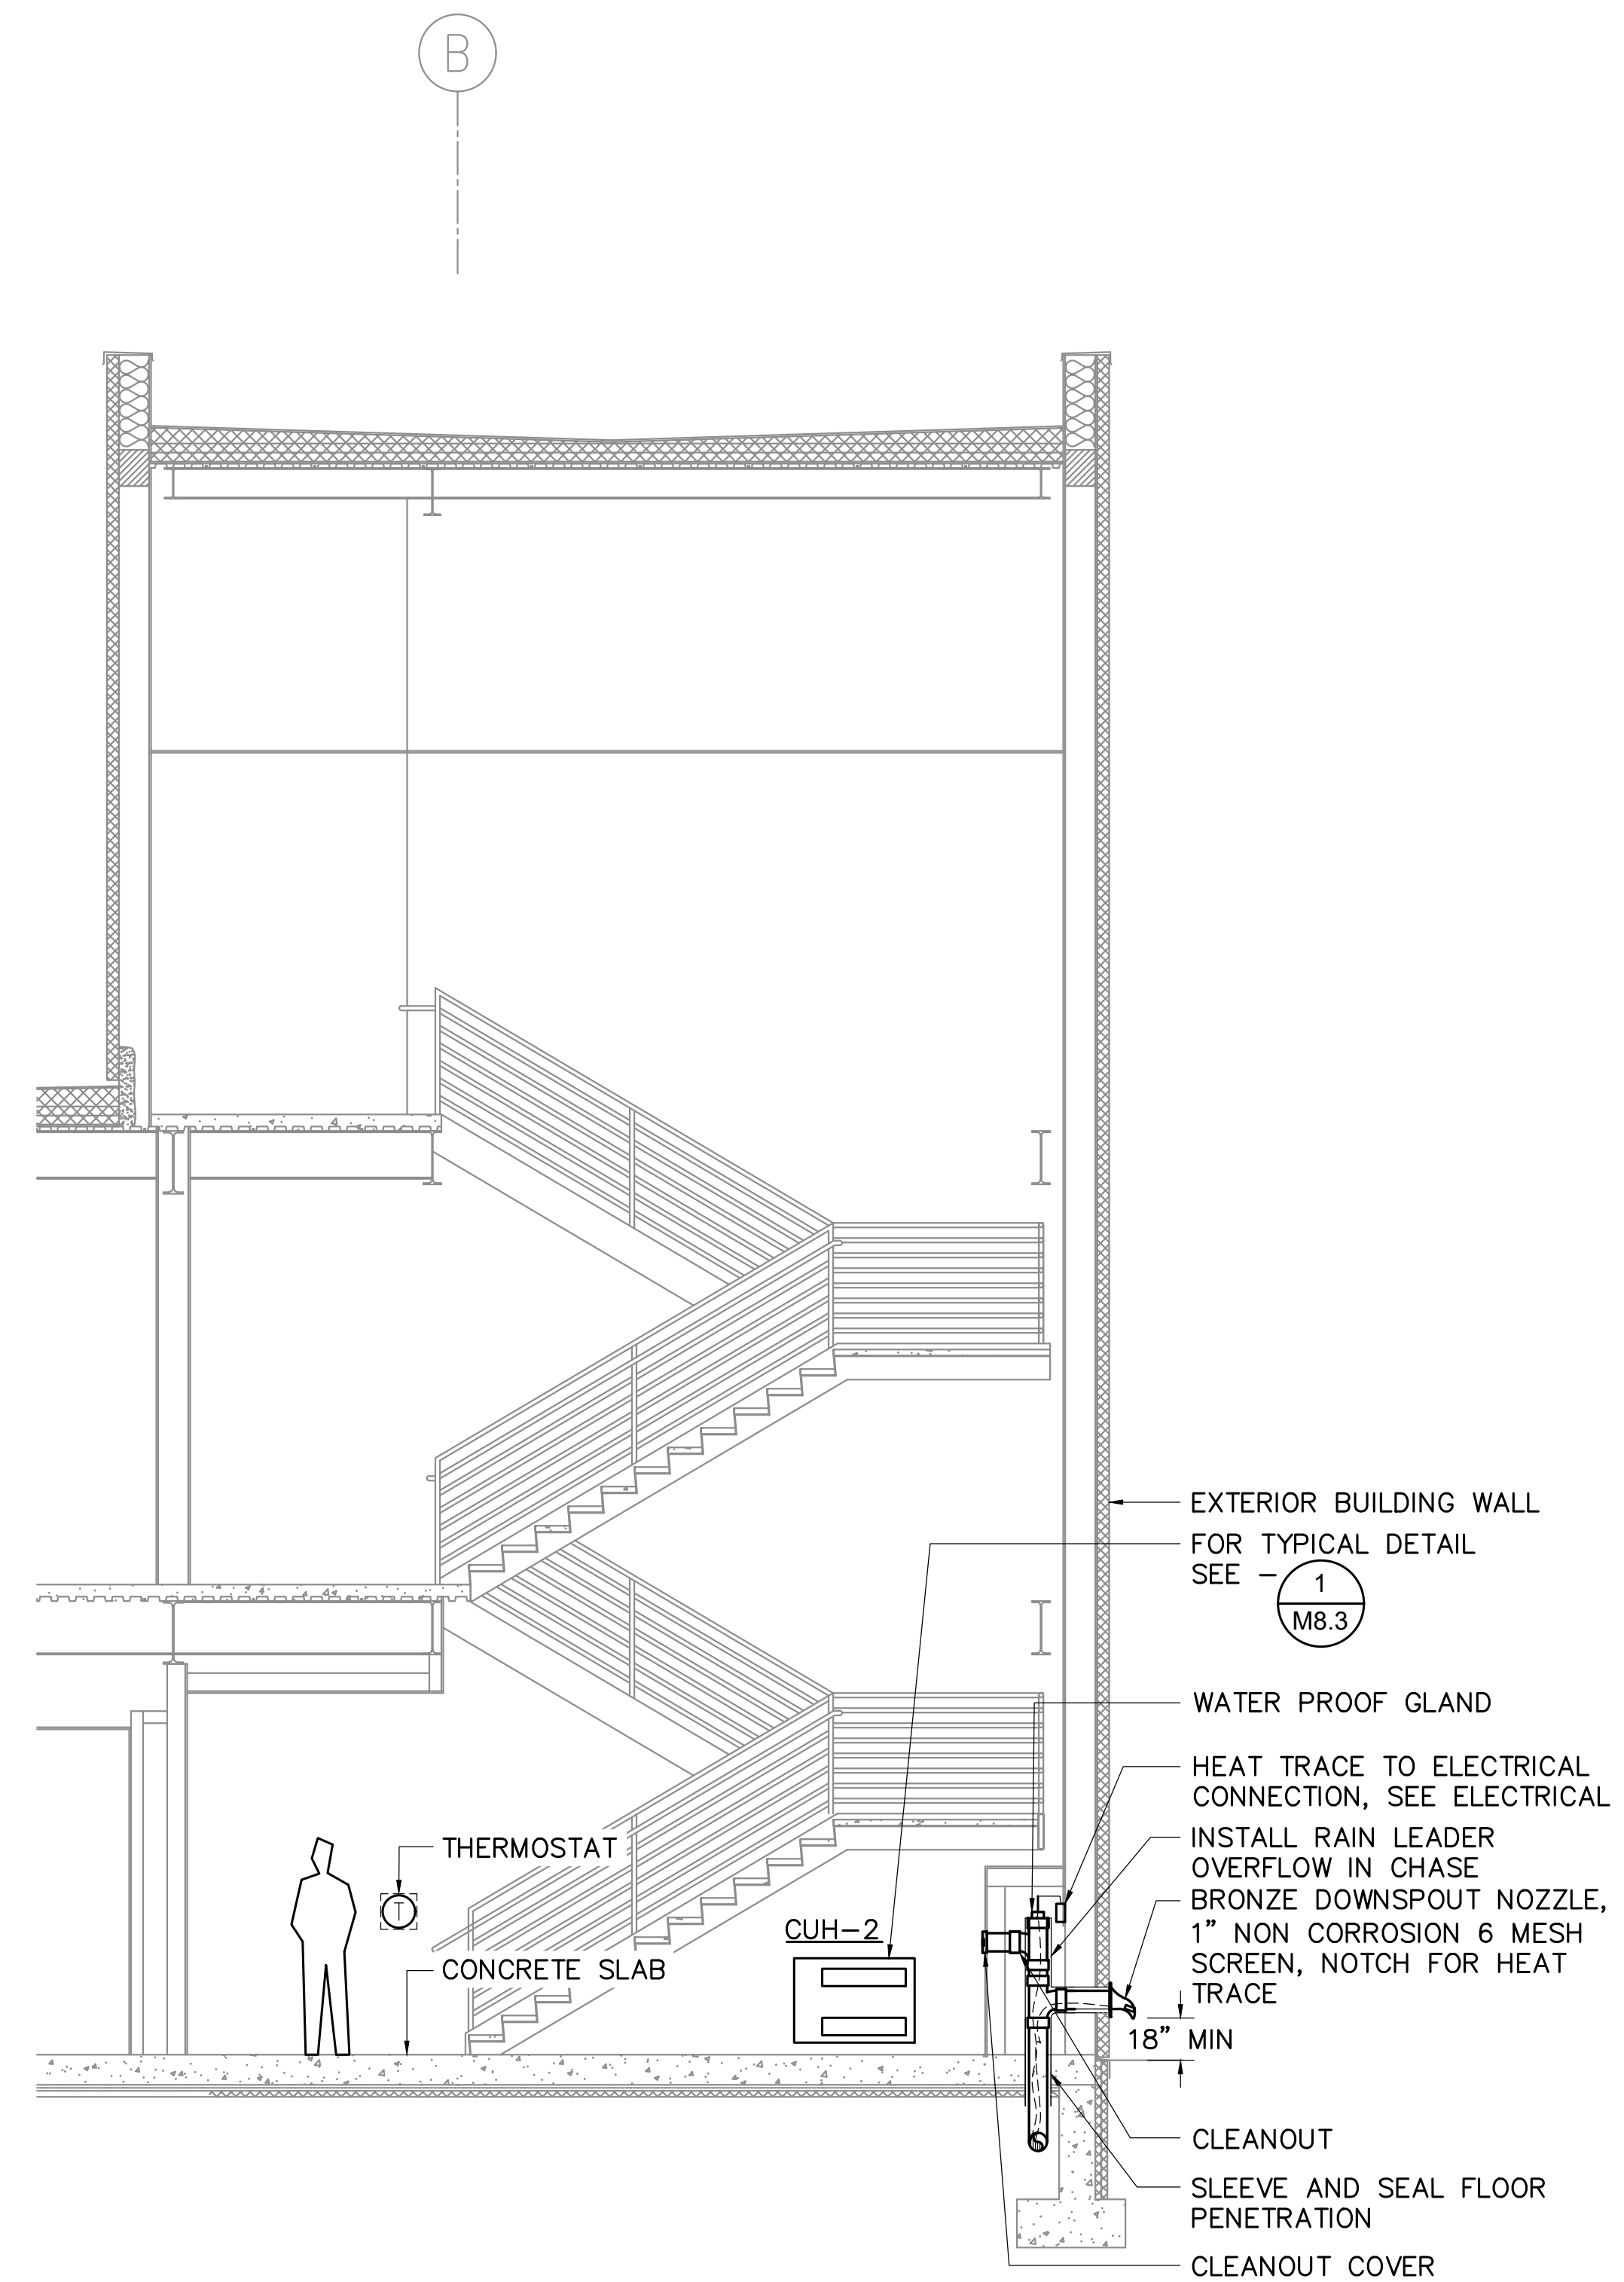 B
EXTERIOR BUILDING WALL
FOR TYPICAL DETAIL
SEE -
1
M8.3
WATER PROOF GLAND
HEAT TRACE TO ELECTRICAL
CONNECTION, SEE ELECTRICAL
INSTALL RAIN LEADER
OVERFLOW IN CHASE
BRONZE DOWNSPOUT NOZZLE,
1" NON CORROSION 6 MESH
SCREEN, NOTCH FOR HEAT
TRACE
18" MIN
THERMOSTAT
T
CUH-2
CONCRETE SLAB
CLEANOUT
SLEEVE AND SEAL FLOOR
PENETRATION
CLEANOUT COVER